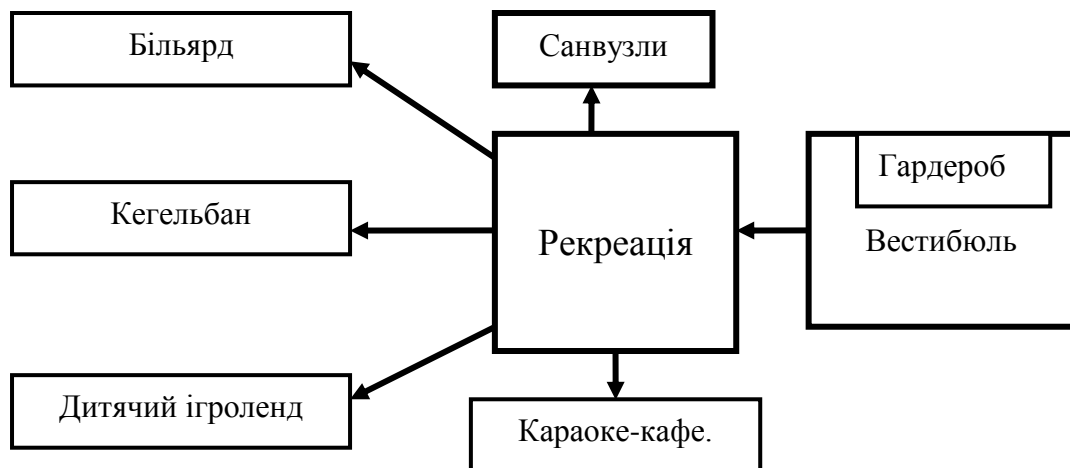 Більярд
Санвузли
Гардероб
Кегельбан
Рекреація
Вестибюль
Дитячий ігроленд
Караоке-кафе.